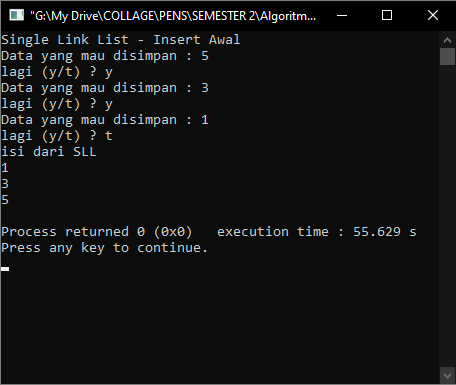 "G:\My Drive\COLLAGE\PENS\SEMESTER 2\Algoritm...
Single Link List - Insert Awal
Data yang mau disimpan : 5
lagi (y/t) ? y
Data yang mau disimpan : 3
lagi (y/t) ? y
Data yang mau disimpan : 1
lagi (y/t) ? t
isi dari SLL
1
3
5
Process returned 0 (0x0)   execution time : 55.629 s
Press any key to continue.